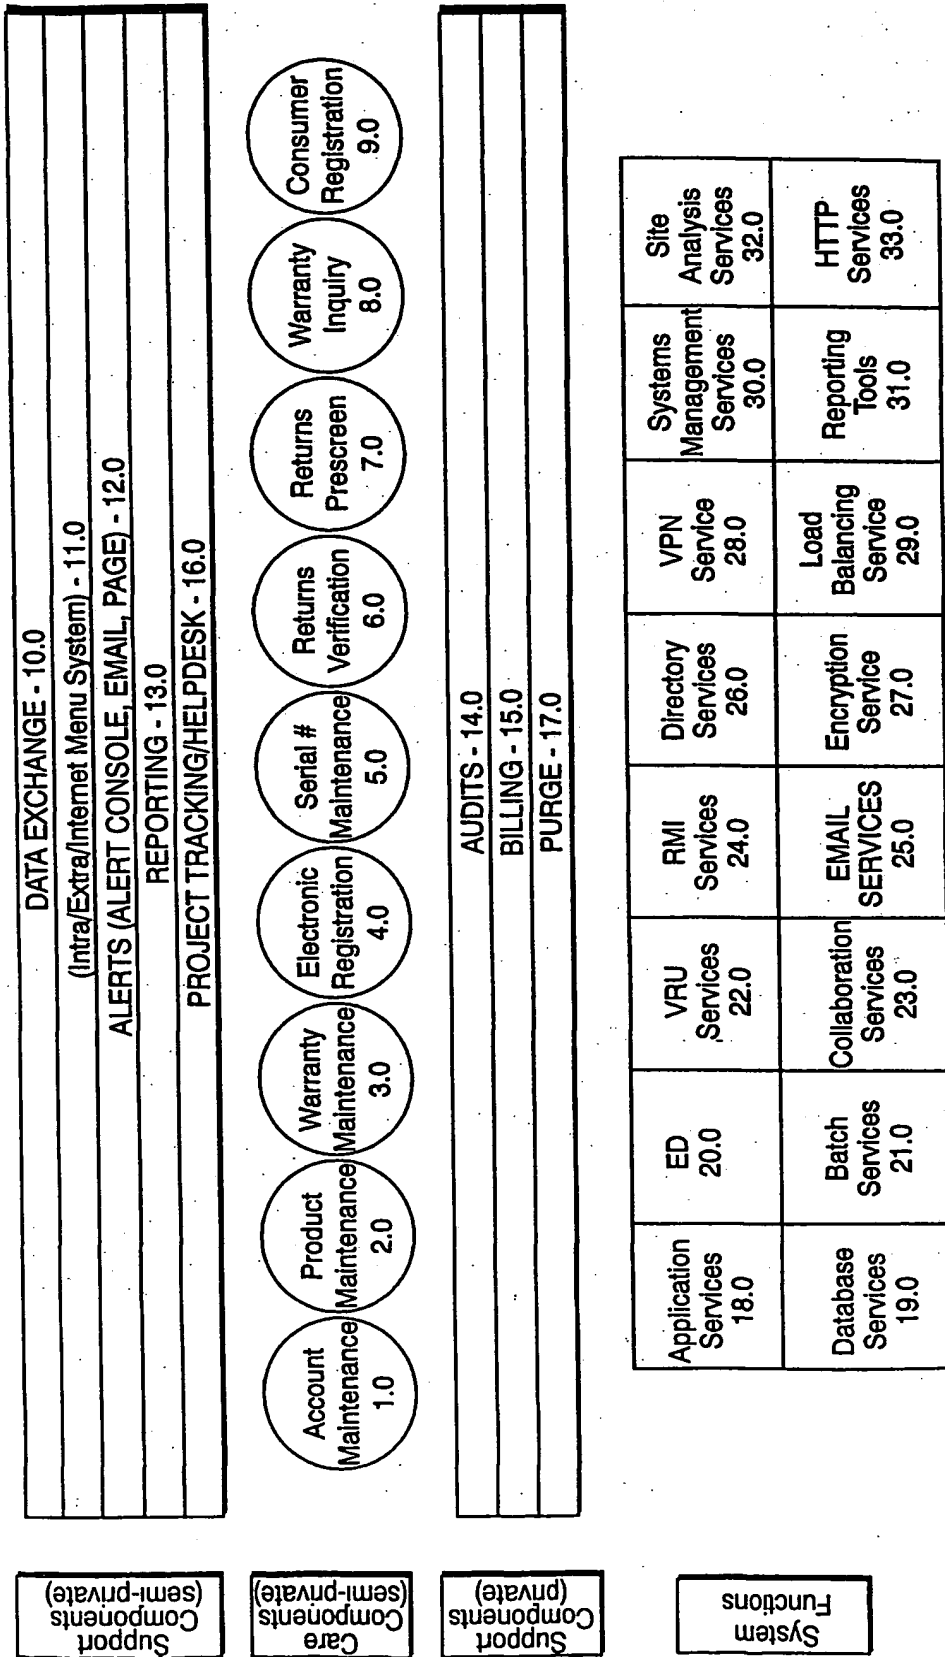 Support
Components
(semi-private)
DATA EXCHANGE - 10.0
(Intra/Extra/Internet Menu System) - 11.0
ALERTS (ALERT CONSOLE, EMAIL, PAGE) - 12.0
REPORTING - 13.0
PROJECT TRACKING/HELPDESK - 16.0
Care
Components
(semi-private)
Account
Maintenance
1.0
Product
Maintenance
2.0
Warranty
Maintenance
3.0
Electronic
Registration
4.0
Serial #
Maintenance
5.0
Returns
Verification
6.0
Returns
Prescreen
7.0
Warranty
Inquiry
8.0
Consumer
Registration
9.0
Support
Components
(private)
AUDITS - 14.0
BILLING - 15.0
PURGE - 17.0
System
Functions
Application
Services
18.0
ED
20.0
VRU
Services
22.0
RMI
Services
24.0
Directory
Services
26.0
VPN
Service
28.0
Systems
Management
Services
30.0
Site
Analysis
Services
32.0
Database
Services
19.0
Batch
Services
21.0
Collaboration
Services
23.0
EMAIL
SERVICES
25.0
Encryption
Service
27.0
Load
Balancing
Service
29.0
Reporting
Tools
31.0
HTTP
Services
33.0